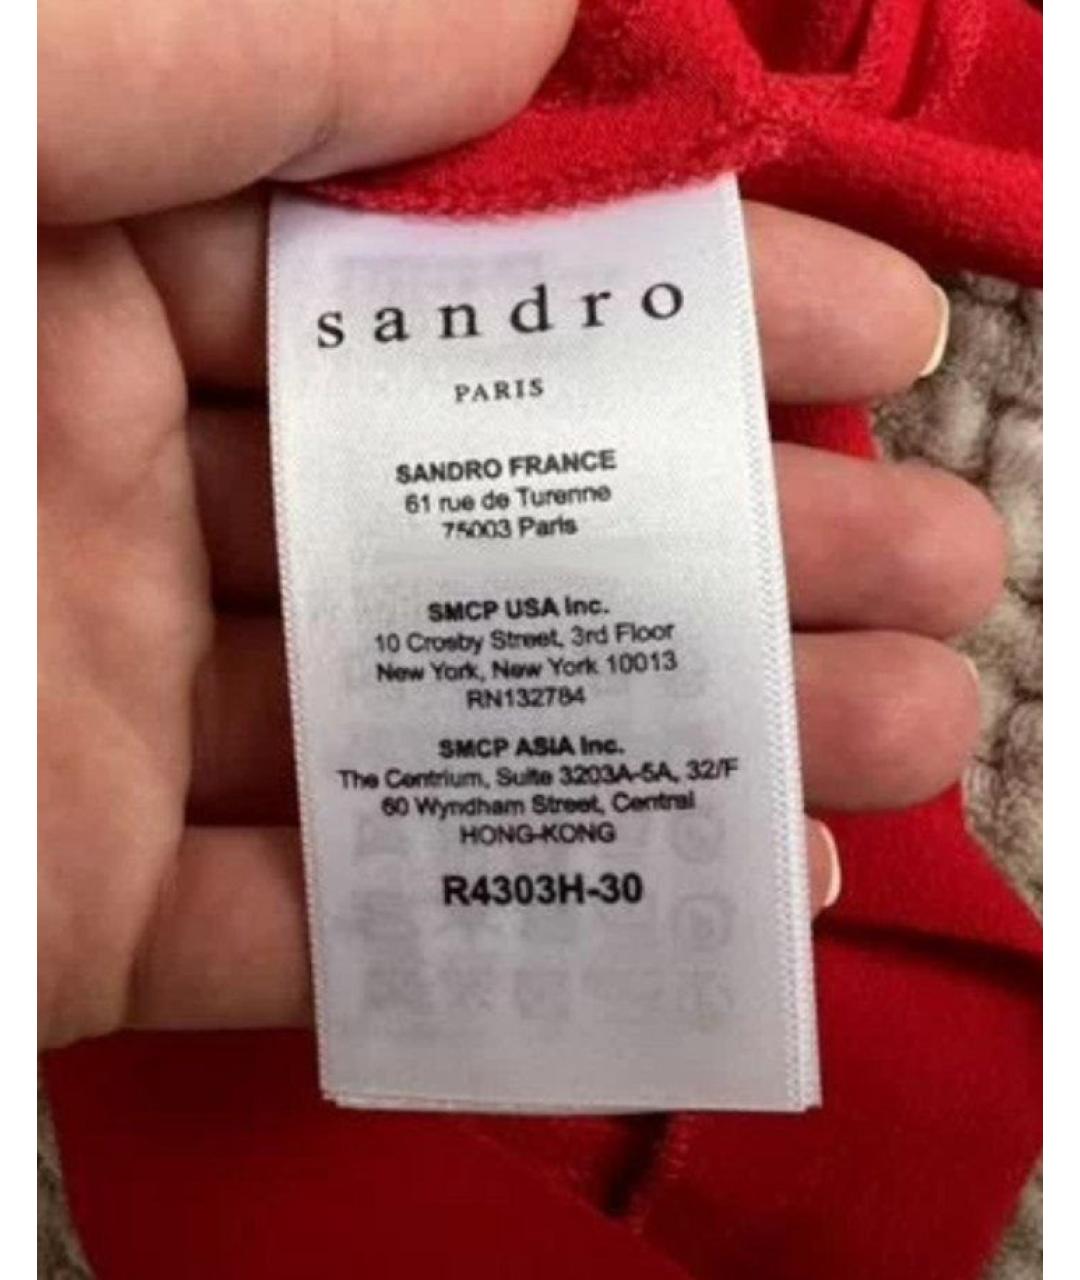 sandro
PARIS
SANDRO FRANCE
61 rue de Turenne
75003 Paris
SMCP USA Inc.
10 Crosby Street, 3rd Floor
New York, New York 10013
RN132784
SMCP ASIA Inc.
The Centrium, Suite 3203A-5A, 32/F
60 Wyndham Street, Central
HONG-KONG
R4303H-30